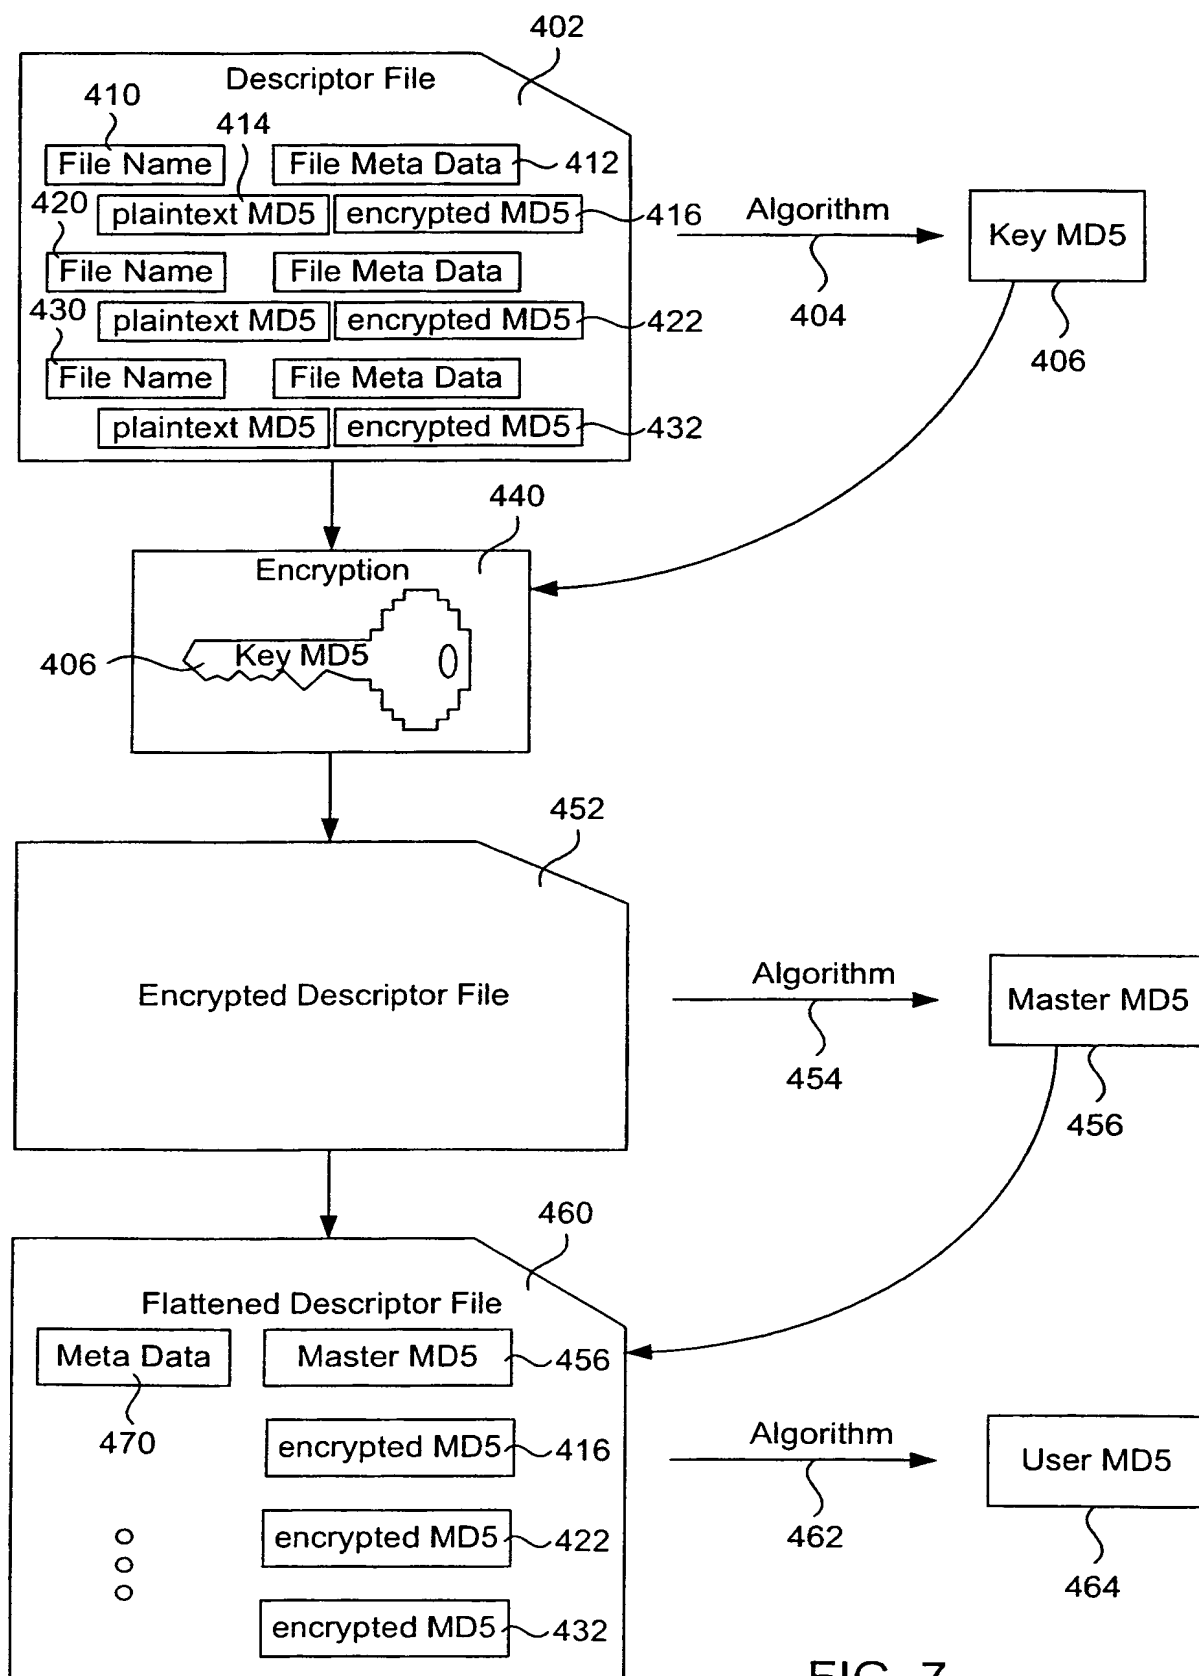 402
Descriptor File
410
414
File Name File Meta Data 412
420
plaintext MD5 encrypted MD5 416
Algorithm
404
Key MD5
406
File Name File Meta Data
430
plaintext MD5 encrypted MD5 422
File Name File Meta Data
plaintext MD5 encrypted MD5 432
440
Encryption
406 Key MD5
452
Encrypted Descriptor File
Algorithm
454
Master MD5
456
460
Flattened Descriptor File
Meta Data Master MD5 456
470
encrypted MD5 416
Algorithm
462
User MD5
464
encrypted MD5 422
encrypted MD5 432
FIG. 7